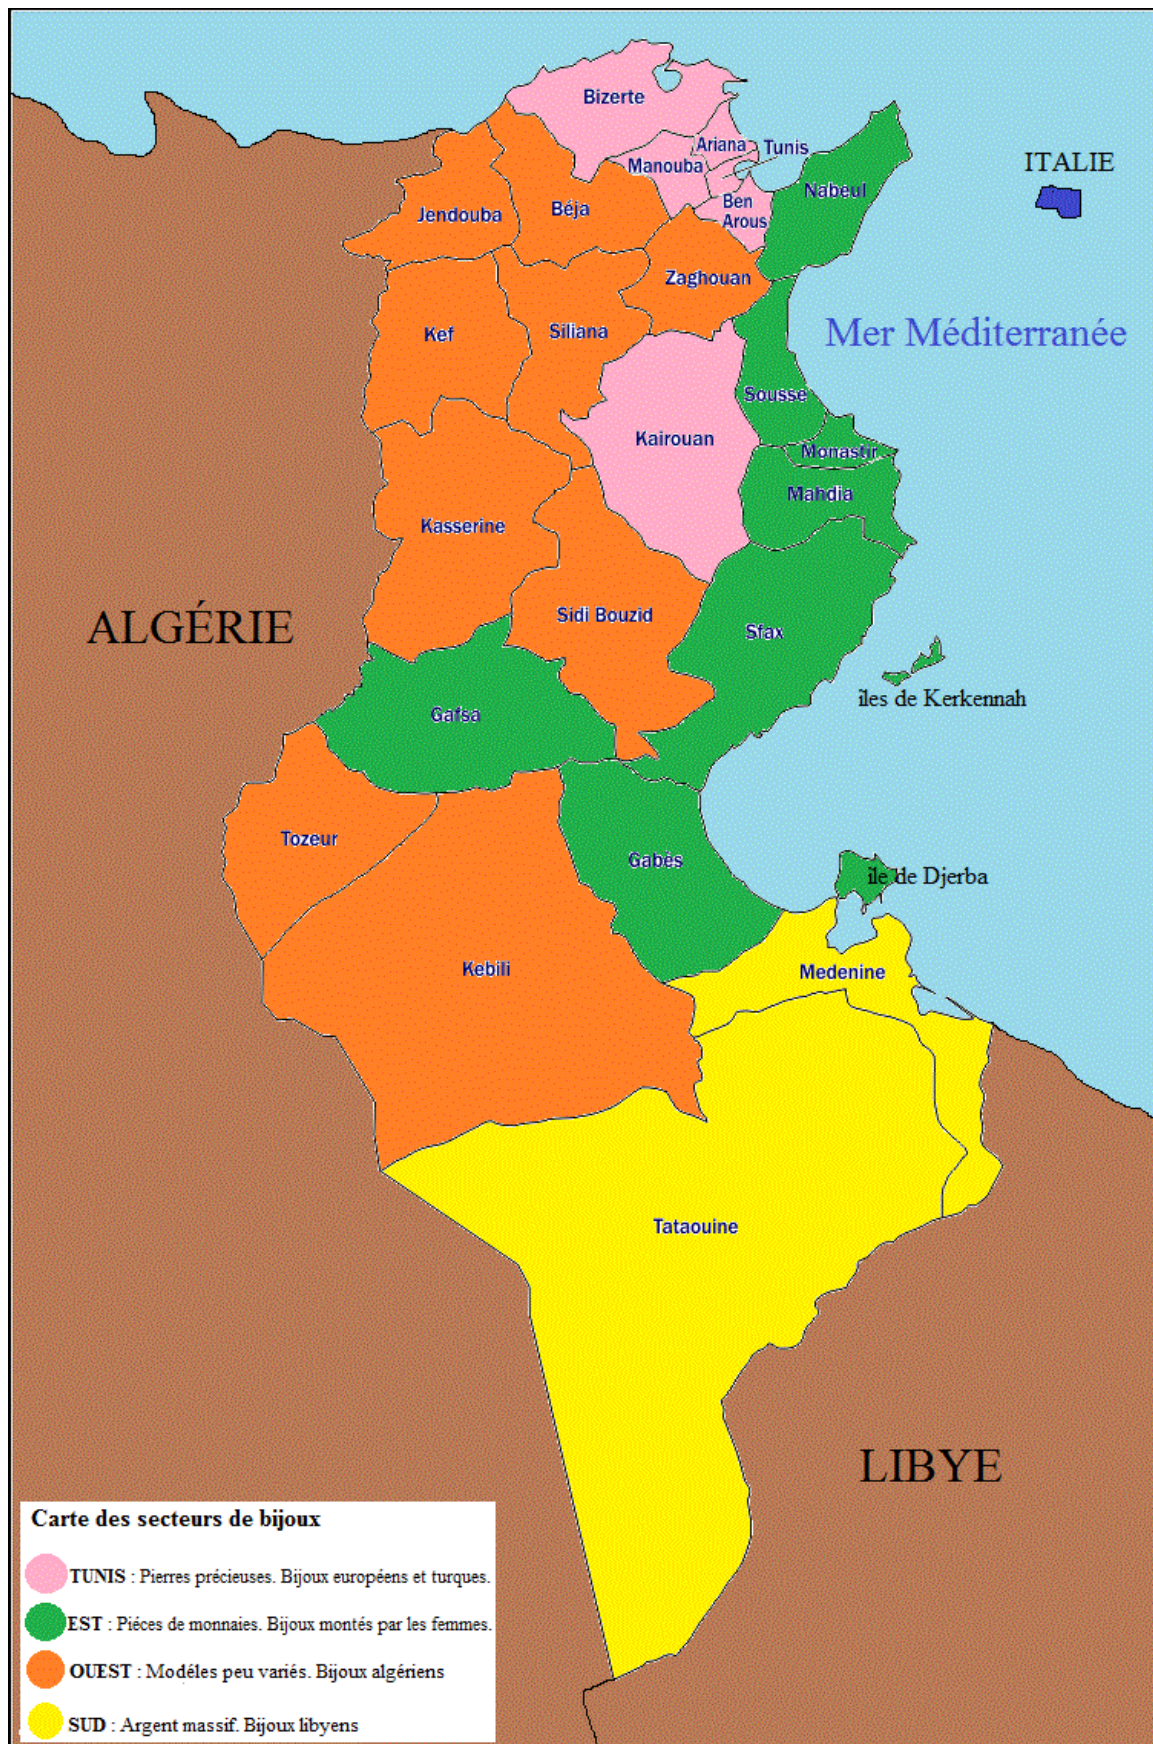 Bizerte
Ariana
Tunis
Manouba
ITALIE
Nabeul
Ben
Arous
Béja
Jendouba
Zaghouan
Kef
Siliana
Mer Méditerranée
Sousse
Kairouan
Monastir
Mahdia
Kasserine
ALGÉRIE
Sidi Bouzid
Sfax
îles de Kerkennah
Gafsa
Tozeur
Gabès
île de Djerba
Kebili
Medenine
Tataouine
LIBYE
Carte des secteurs de bijoux
TUNIS : Pierres précieuses. Bijoux européens et turques.
EST : Piéces de monnaies. Bijoux montés par les femmes.
OUEST : Modéles peu variés. Bijoux algériens
SUD : Argent massif. Bijoux libyens